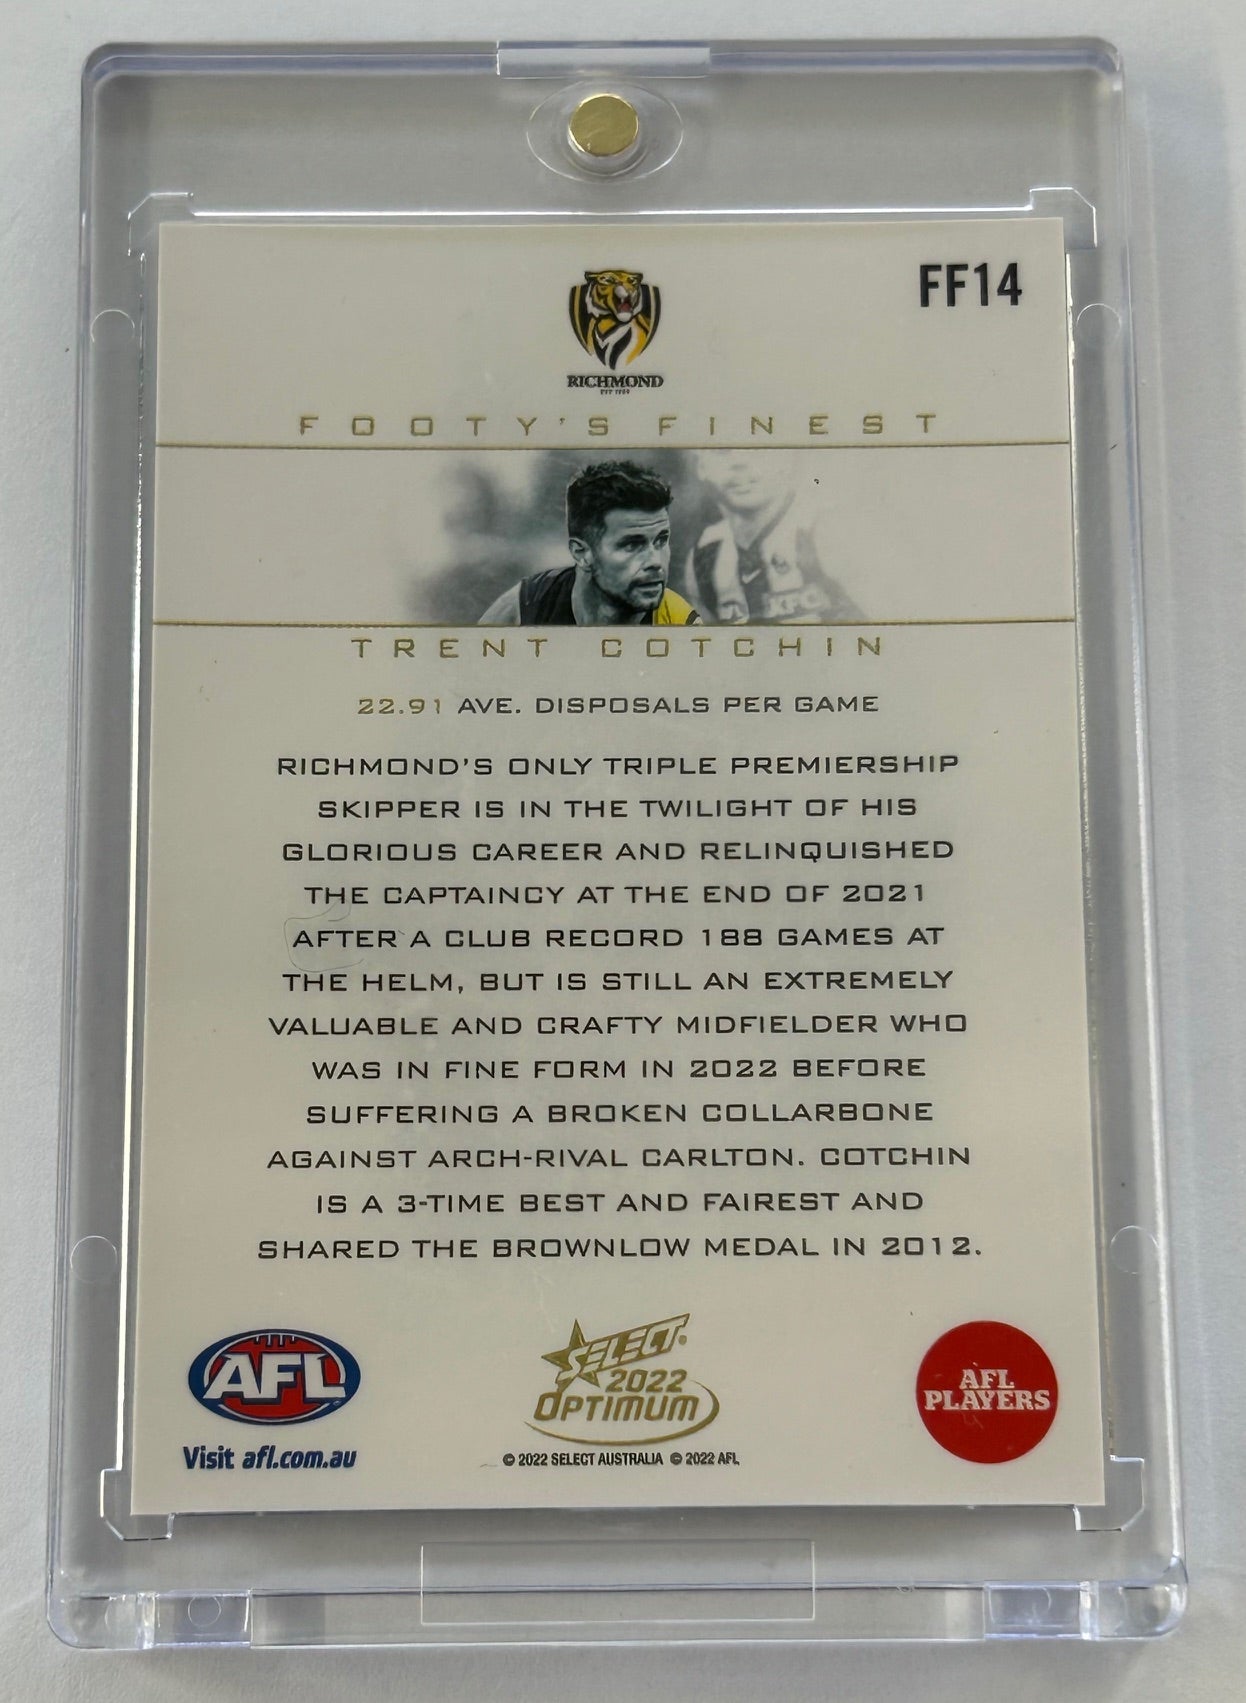 FF14
RICHMOND
FOOTY'S FINEST
TRENT COTCHIN
22.91 AVE. DISPOSALS PER GAME
RICHMOND'S ONLY TRIPLE PREMIERSHIP
SKIPPER IS IN THE TWILIGHT OF HIS
GLORIOUS CAREER AND RELINQUISHED
THE CAPTAINCY AT THE END OF 2021
AFTER A CLUB RECORD 188 GAMES AT
THE HELM, BUT IS STILL AN EXTREMELY
VALUABLE AND CRAFTY MIDFIELDER WHO
WAS IN FINE FORM IN 2022 BEFORE
SUFFERING A BROKEN COLLARBONE
AGAINST ARCH-RIVAL CARLTON. COTCHIN
IS A 3-TIME BEST AND FAIREST AND
SHARED THE BROWNLOW MEDAL IN 2012.
AFL
Visit afl.com.au
SELECT®
2022
OPTIMUM
© 2022 SELECT AUSTRALIA © 2022 AFL
AFL
PLAYERS